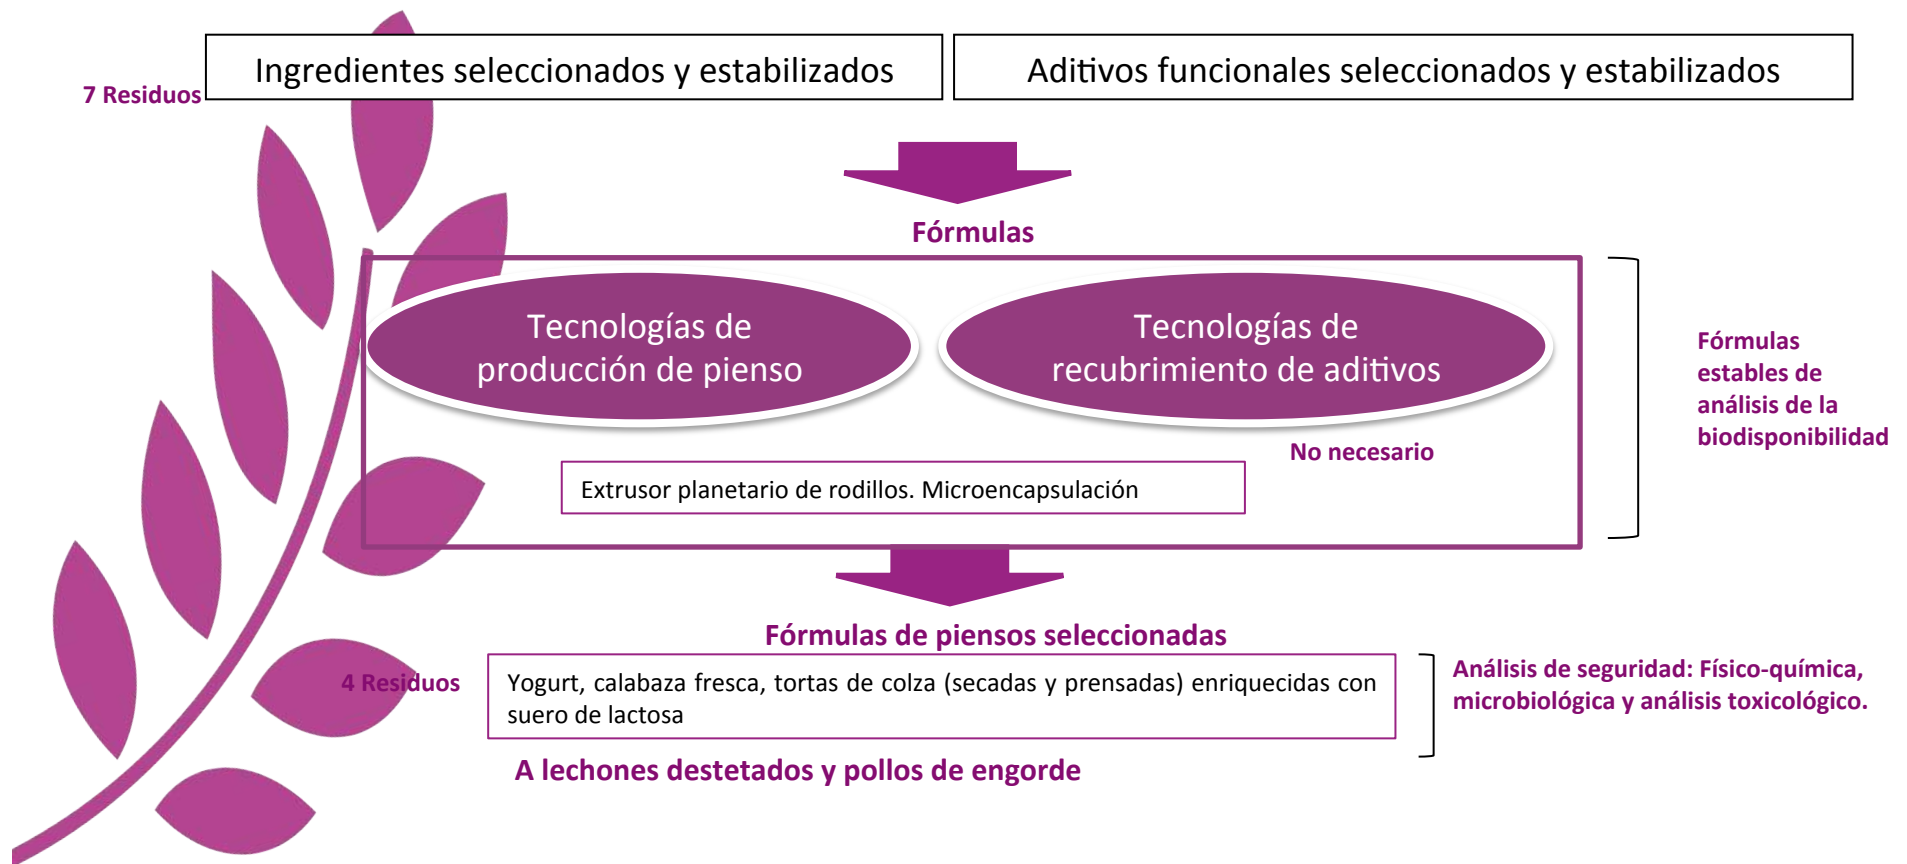 Ingredientes seleccionados y estabilizados
Aditivos funcionales seleccionados y estabilizados
7 Residuos
Fórmulas
Tecnologías de
producción de pienso
Tecnologías de
recubrimiento de aditivos
Fórmulas
estables de
análisis de la
biodisponibilidad
No necesario
Extrusor planetario de rodillos. Microencapsulación
Fórmulas de piensos seleccionadas
4 Residuos
Yogurt, calabaza fresca, tortas de colza (secadas y prensadas) enriquecidas con
suero de lactosa
Análisis de seguridad: Físico-química,
microbiológica y análisis toxicológico.
A lechones destetados y pollos de engorde